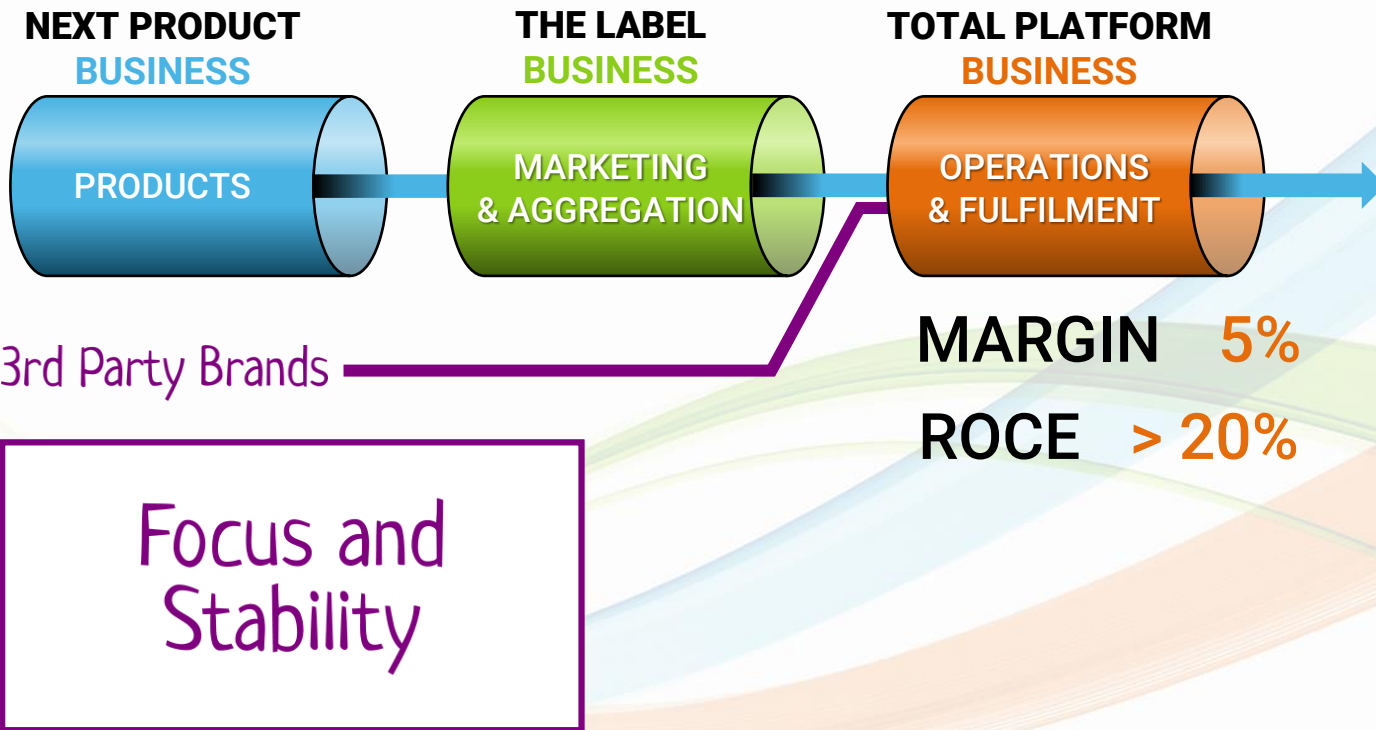 NEXT PRODUCT
BUSINESS
THE LABEL
BUSINESS
TOTAL PLATFORM
BUSINESS
PRODUCTS
MARKETING
& AGGREGATION
OPERATIONS
& FULFILMENT
3rd Party Brands
MARGIN 5%
ROCE > 20%
Focus and
Stability